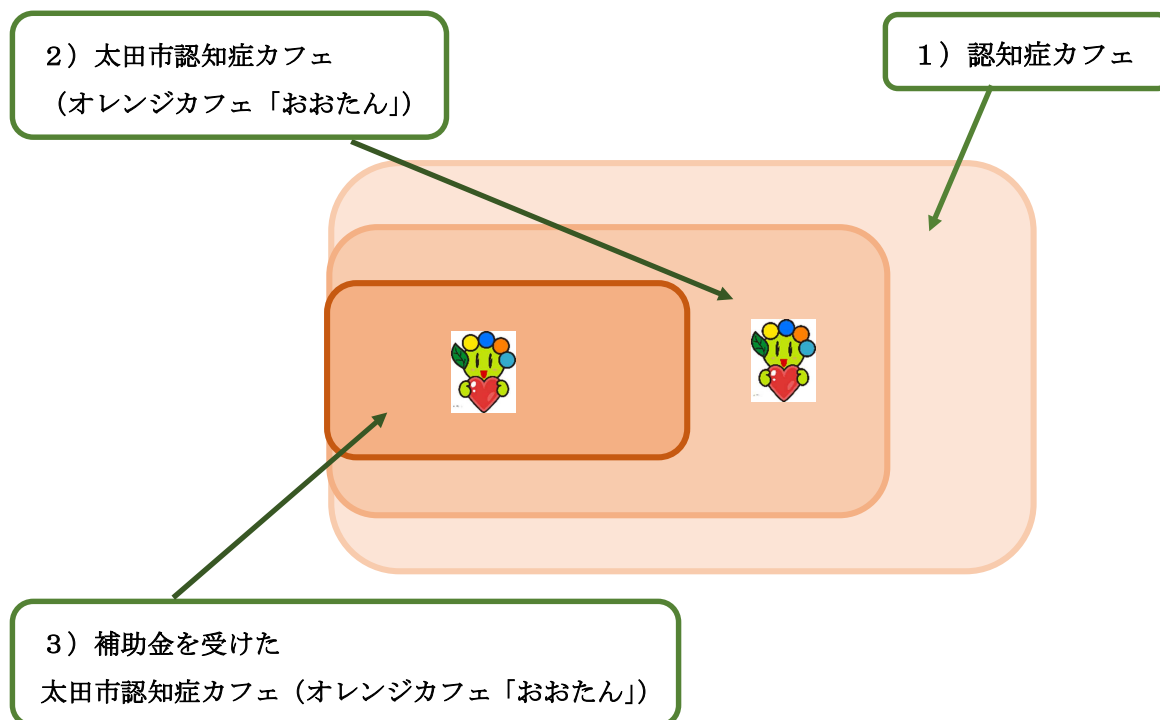 2）太田市認知症カフェ
（オレンジカフェ「おおたん」）
1）認知症カフェ
3）補助金を受けた
太田市認知症カフェ（オレンジカフェ「おおたん」）